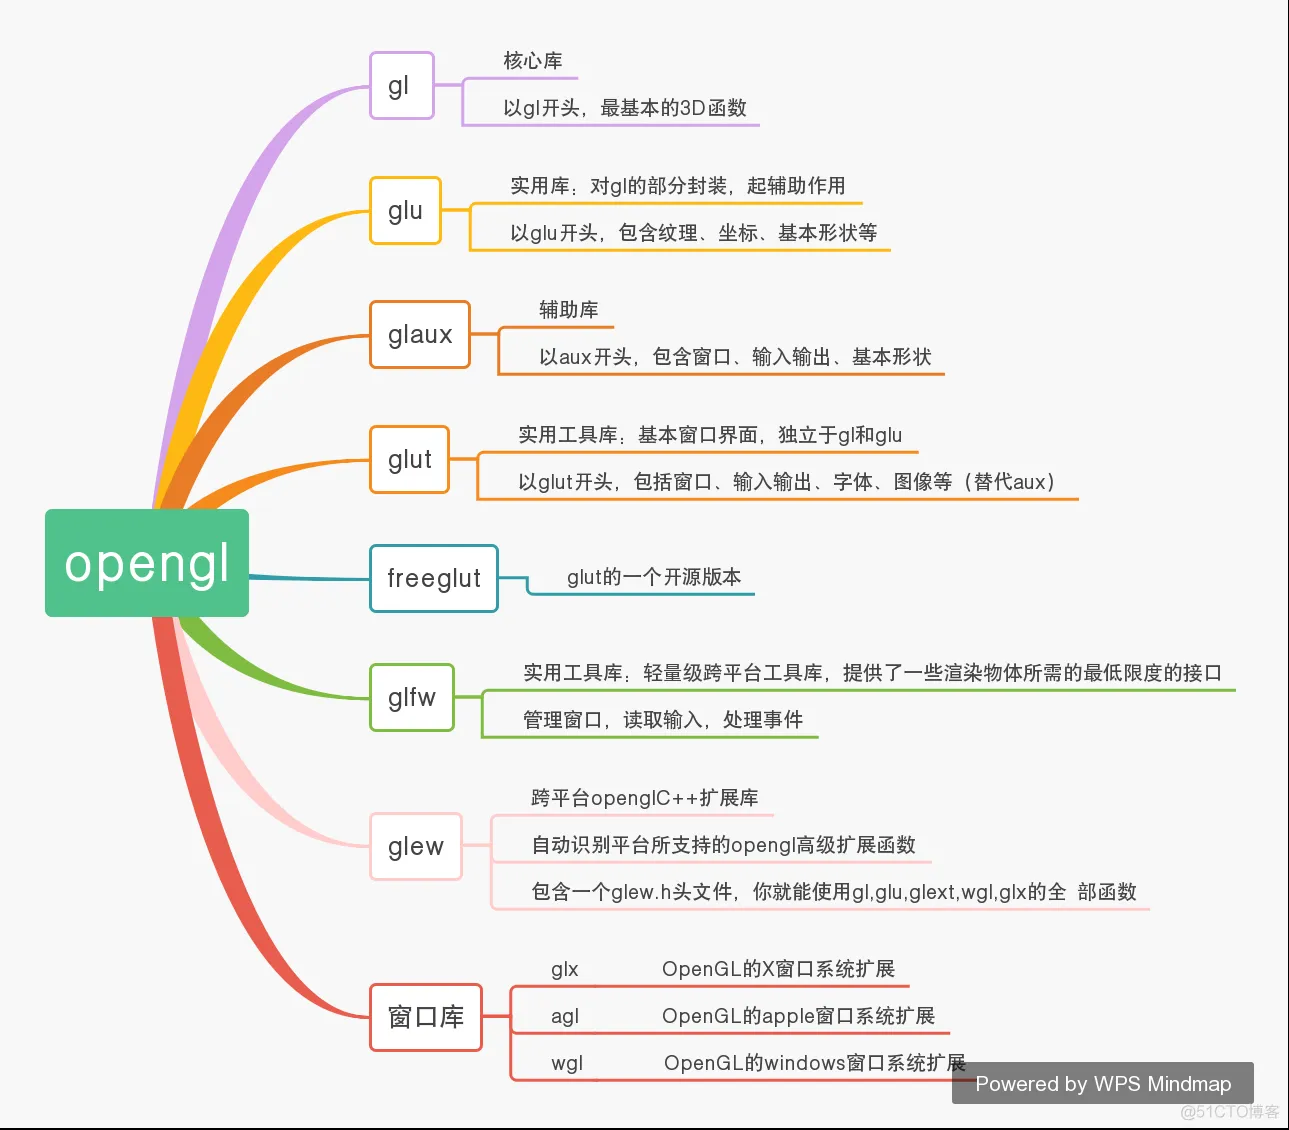 opengl
gl
核心库
以gl开头，最基本的3D函数
glu
实用库：对gl的部分封装，起辅助作用
以glu开头，包含纹理、坐标、基本形状等
glaux
辅助库
以aux开头，包含窗口、输入输出、基本形状
glut
实用工具库：基本窗口界面，独立于gl和glu
以glut开头，包括窗口、输入输出、字体、图像等（替代aux）
freeglut
glut的一个开源版本
glfw
实用工具库：轻量级跨平台工具库，提供了一些渲染物体所需的最低限度的接口
管理窗口，读取输入，处理事件
glew
跨平台openglC++扩展库
自动识别平台所支持的opengl高级扩展函数
包含一个glew.h头文件，你就能使用gl,glu,glext,wgl,glx的全 部函数
窗口库
glx OpenGL的X窗口系统扩展
agl OpenGL的apple窗口系统扩展
wgl OpenGL的windows窗口系统扩展
Powered by WPS Mindmap
@51CTO博客